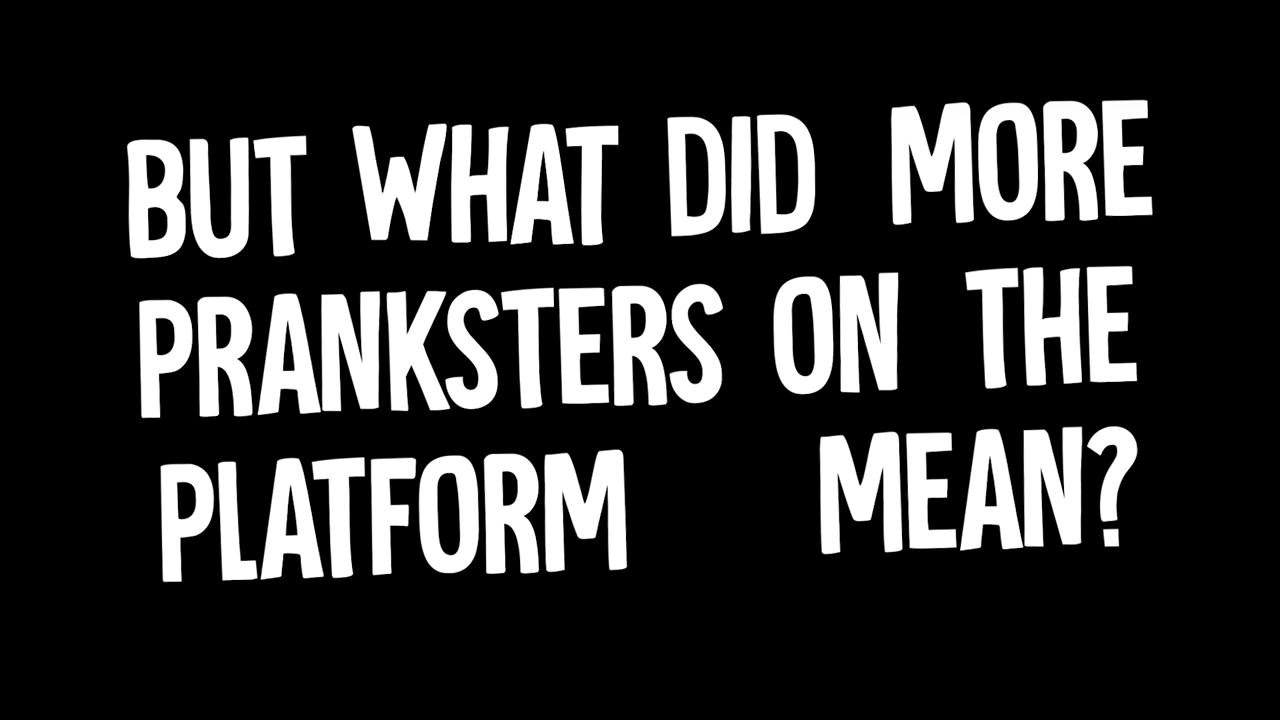 BUT WHAT DID MORE
PRANKSTERS ON THE
PLATFORM MEAN?